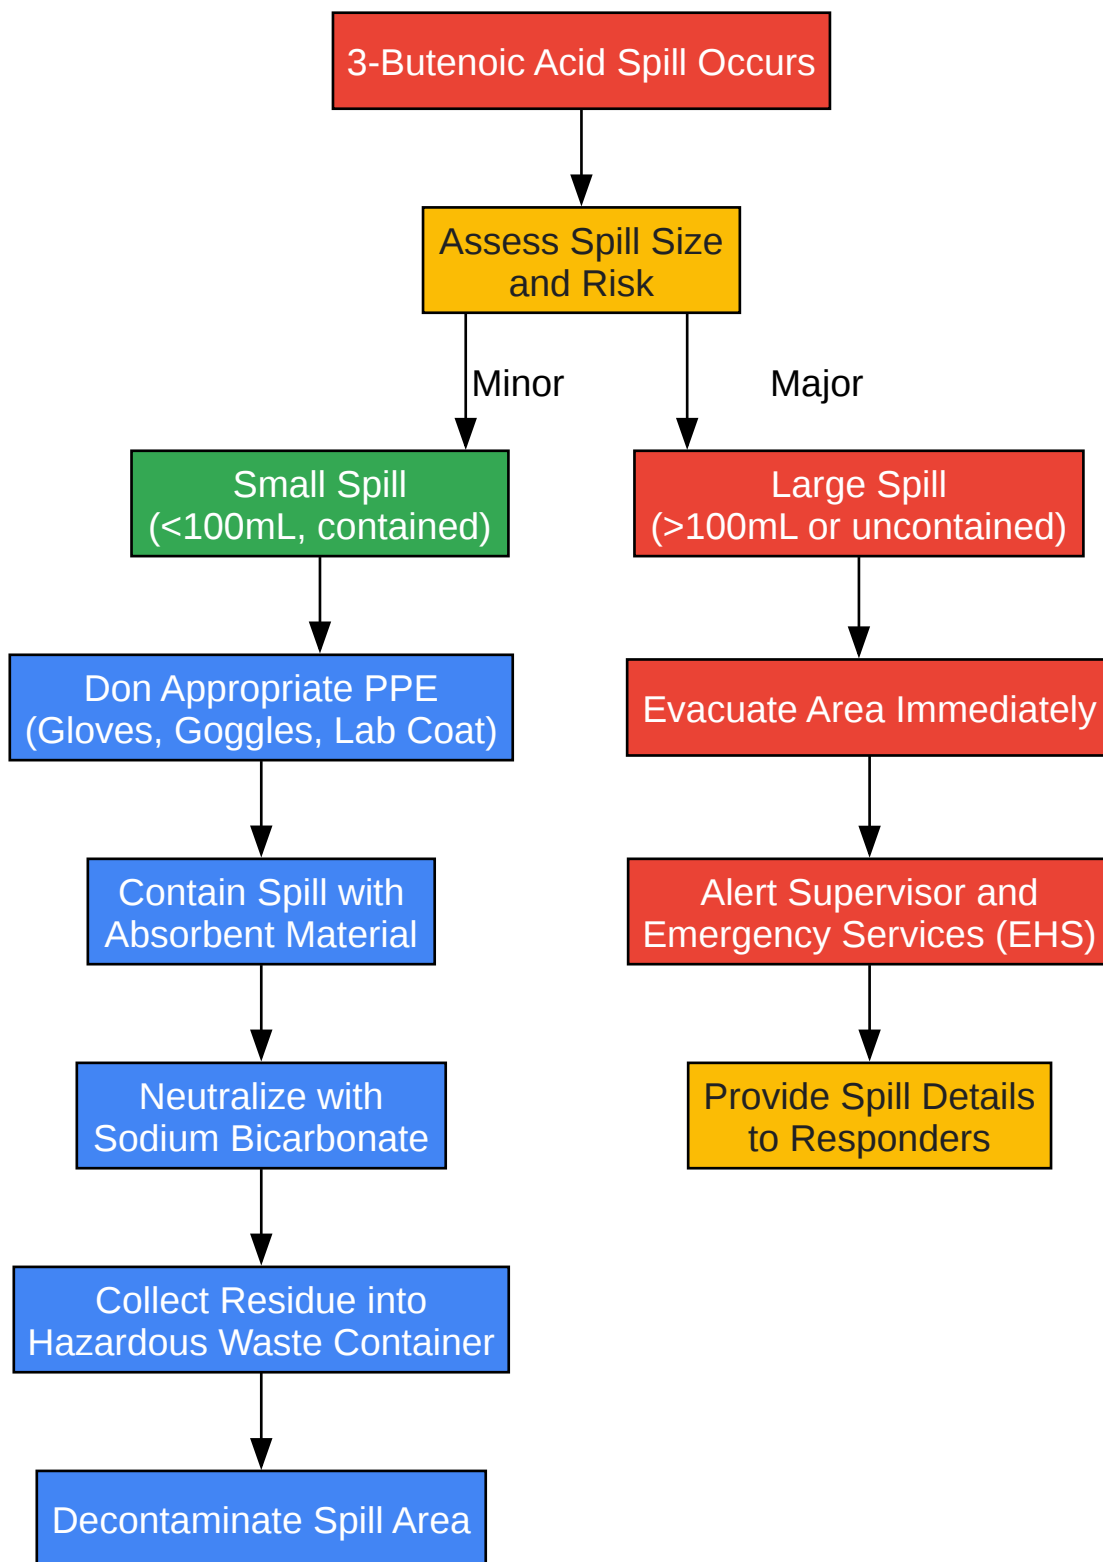 3-Butenoic Acid Spill Occurs
Assess Spill Size
and Risk
Minor
Major
Small Spill
(<100mL, contained)
Large Spill
(>100mL or uncontained)
Don Appropriate PPE
(Gloves, Goggles, Lab Coat)
Evacuate Area Immediately
Contain Spill with
Absorbent Material
Alert Supervisor and
Emergency Services (EHS)
Neutralize with
Sodium Bicarbonate
Provide Spill Details
to Responders
Collect Residue into
Hazardous Waste Container
Decontaminate Spill Area